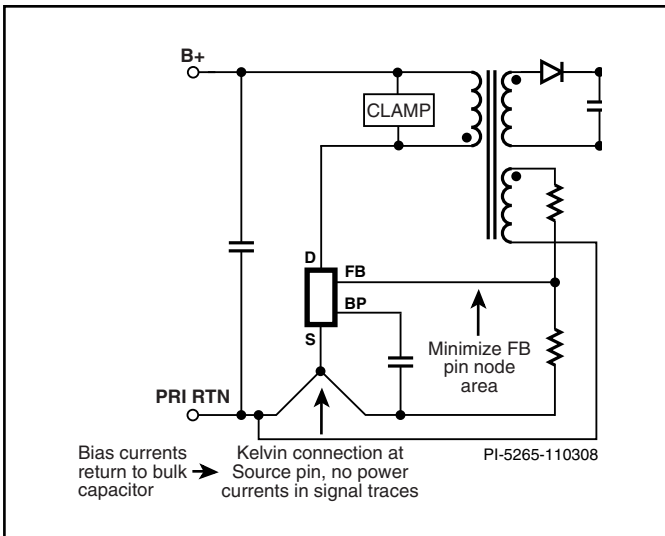 B+
CLAMP
D
FB
BP
S
Minimize FB
pin node
area
PRI RTN
PI-5265-110308
Bias currents
return to bulk
capacitor
Kelvin connection at
Source pin, no power
currents in signal traces